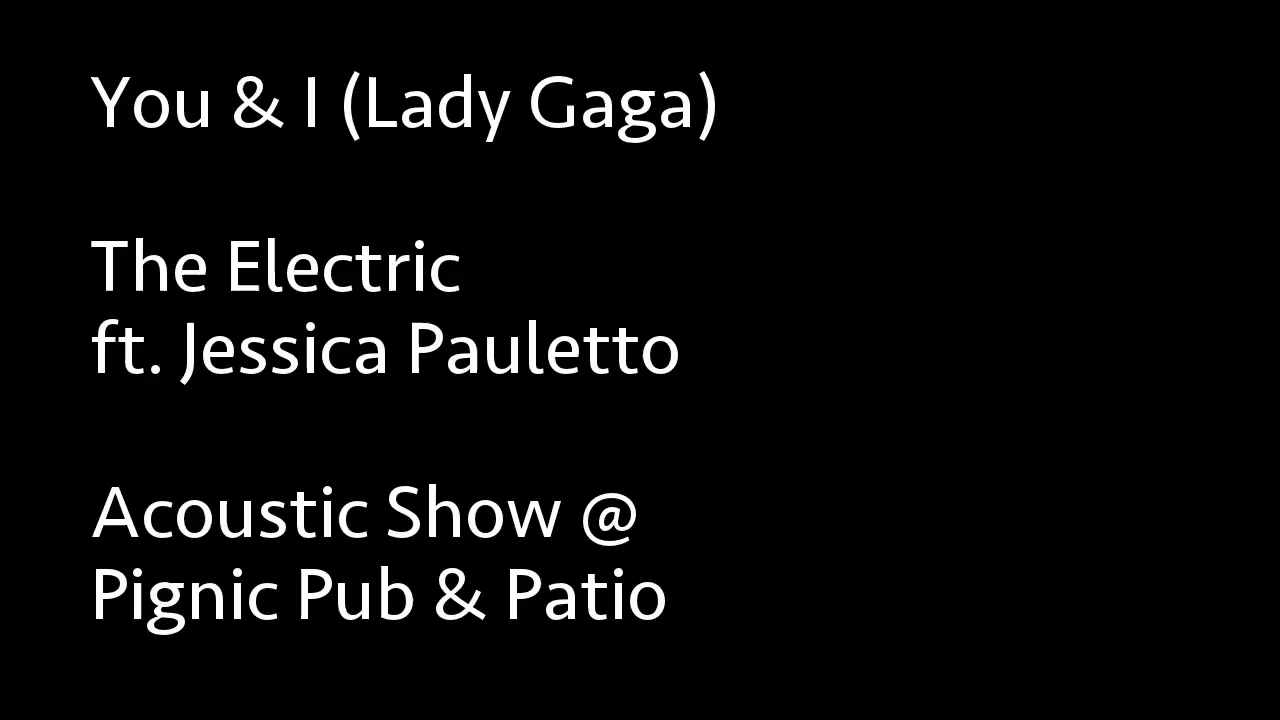 You & I (Lady Gaga)
The Electric
ft. Jessica Pauletto
Acoustic Show @
Pignic Pub & Patio